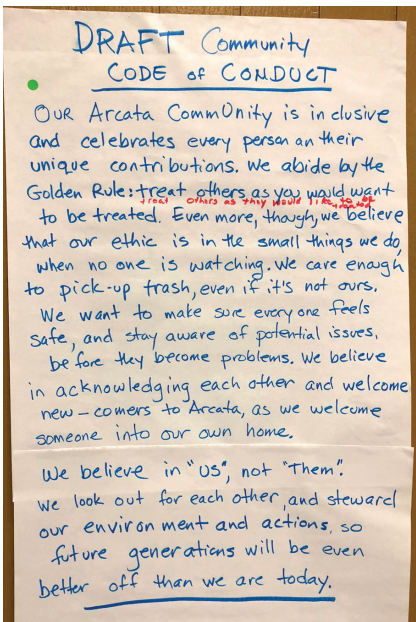 DRAFT Community
CODE of CONDUCT
OUR Arcata CommUnity is inclusive
and celebrates every person an their
unique contributions. We abide by the
Golden Rule: treat others as you would want
treat others as they would like to be treated
to be treated. Even more, though, we believe
that our ethic is in the small things we do,
when no one is watching. We care enough
to pick-up trash, even if it's not ours.
We want to make sure everyone feels
safe, and stay aware of potential issues,
before they become problems. We believe
in acknowledging each other and welcome
new-comers to Arcata, as we welcome
someone into our own home.
We believe in "US", not "Them".
We look out for each other, and steward
our environment and actions, so
future generations will be even
better off than we are today.